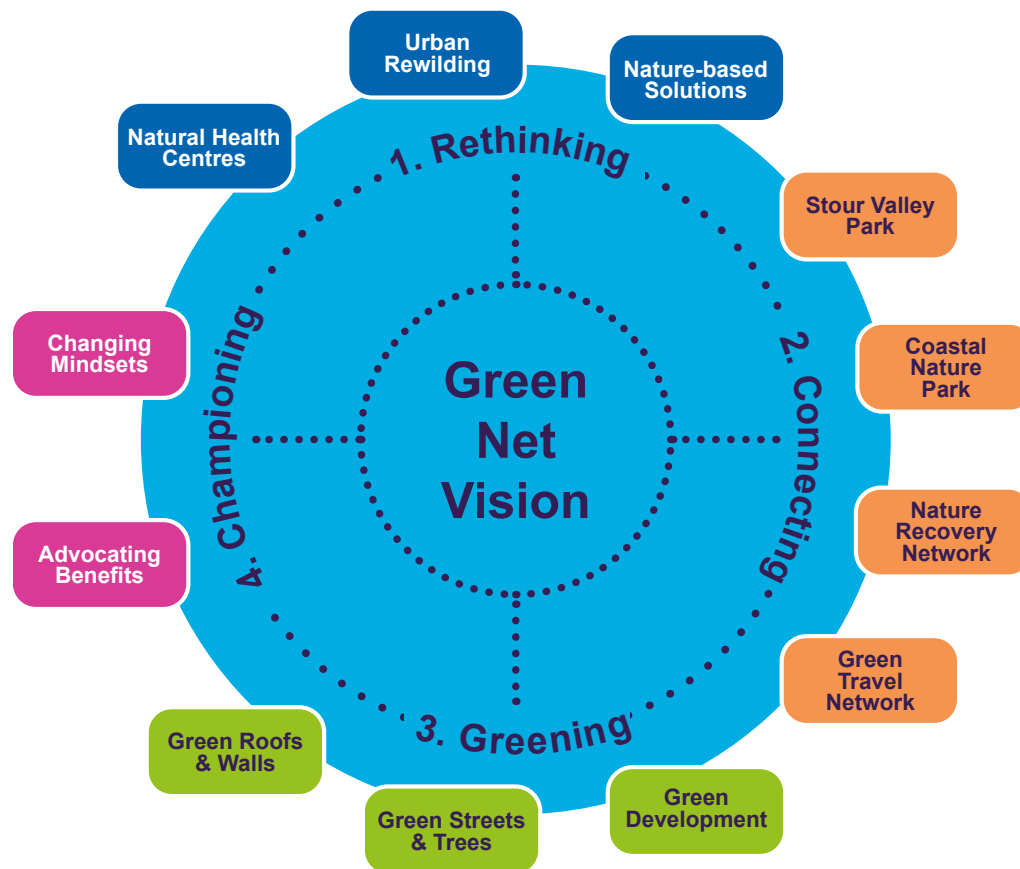 Urban
Rewilding
Nature-based
Solutions
Natural Health
Centres
1. Rethinking
Stour Valley
Park
Changing
Mindsets
Coastal
Nature
Park
4. Championing
Green
Net
Vision
2. Connecting
Nature
Recovery
Network
Advocating
Benefits
Green
Travel
Network
3. Greening
Green Roofs
& Walls
Green Streets
& Trees
Green
Development